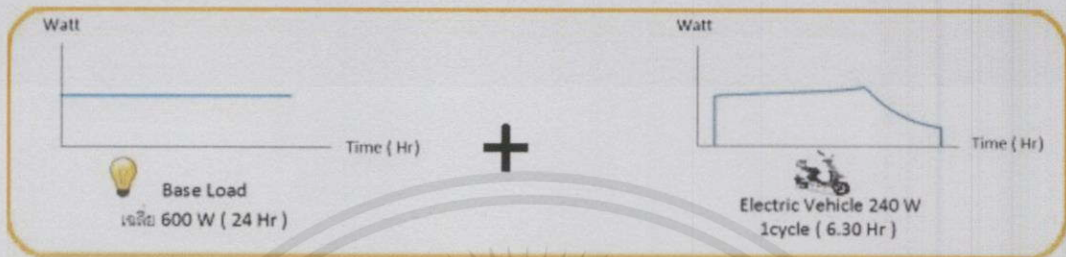 Watt
Time ( Hr )
Base Load
เฉลี่ย 600 W ( 24 Hr )
+
Watt
Time ( Hr )
Electric Vehicle 240 W
1cycle ( 6.30 Hr )